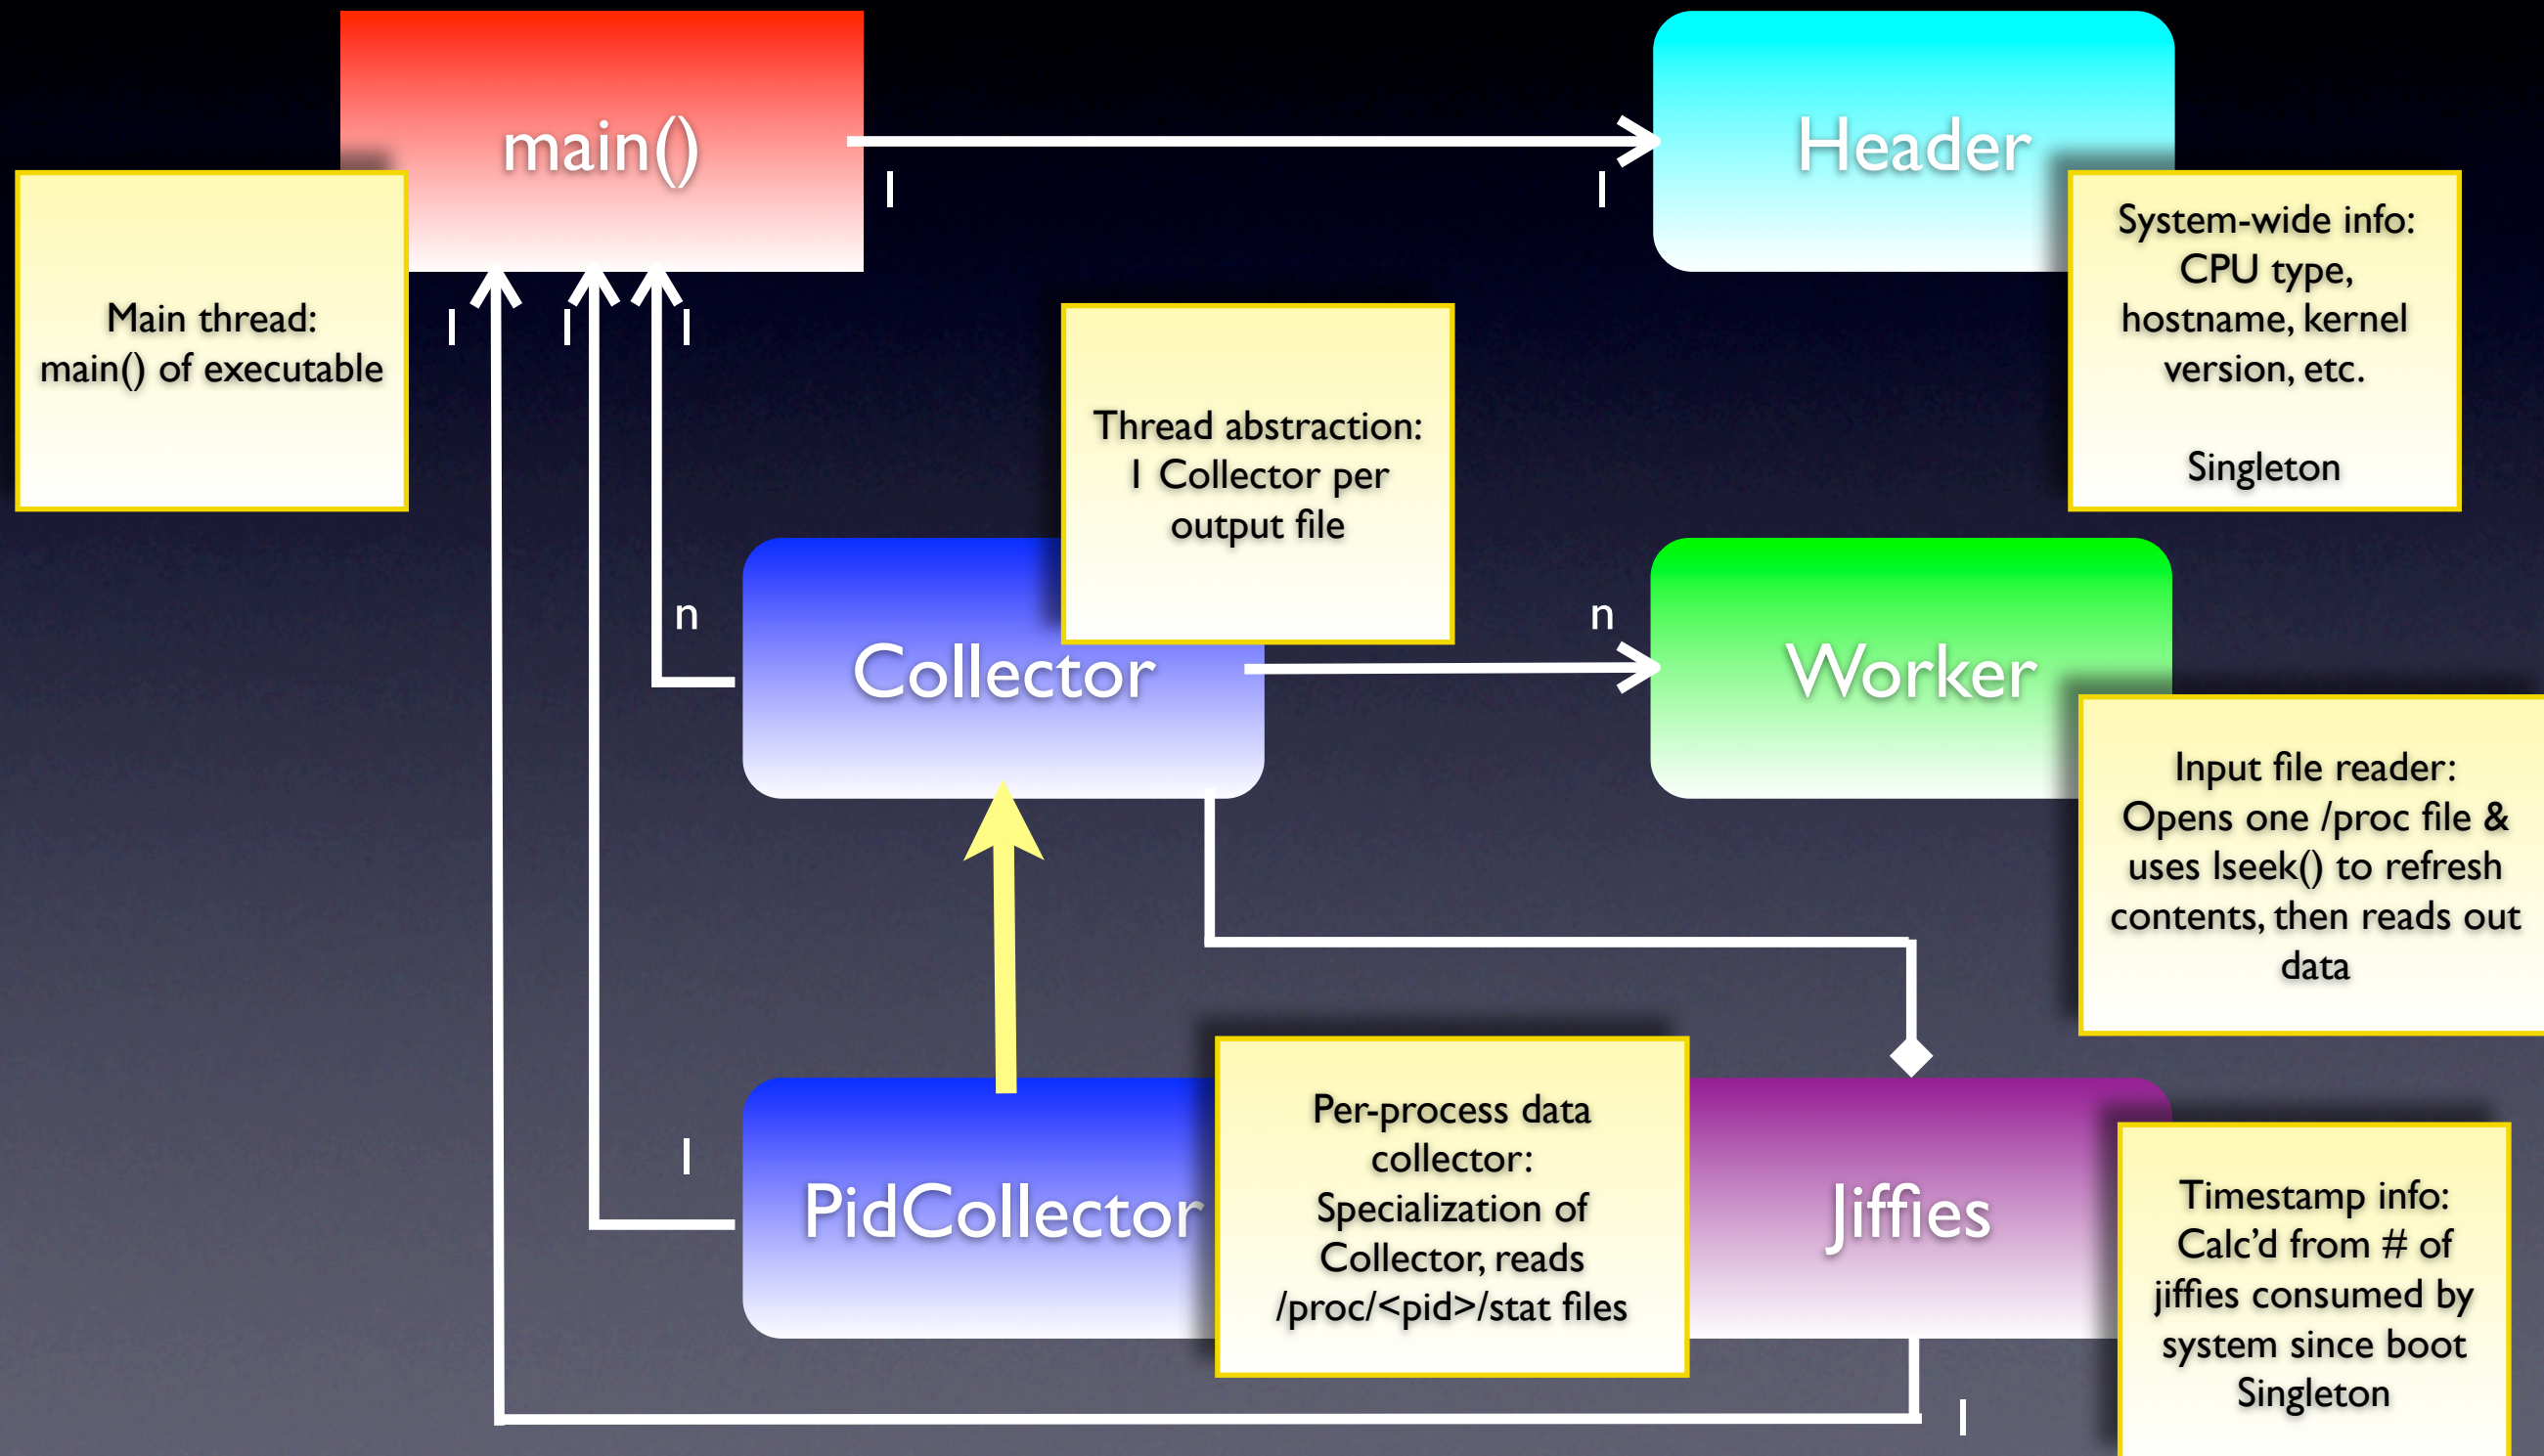 main()
Header
Main thread:
main() of executable
System-wide info:
CPU type,
hostname, kernel
version, etc.
Singleton
1
1
1
1
1
Thread abstraction:
1 Collector per
output file
n
n
Collector
Worker
Input file reader:
Opens one /proc file &
uses lseek() to refresh
contents, then reads out
data
1
PidCollector
Per-process data
collector:
Specialization of
Collector, reads
/proc/<pid>/stat files
Jiffies
Timestamp info:
Calc’d from # of
jiffies consumed by
system since boot
Singleton
1